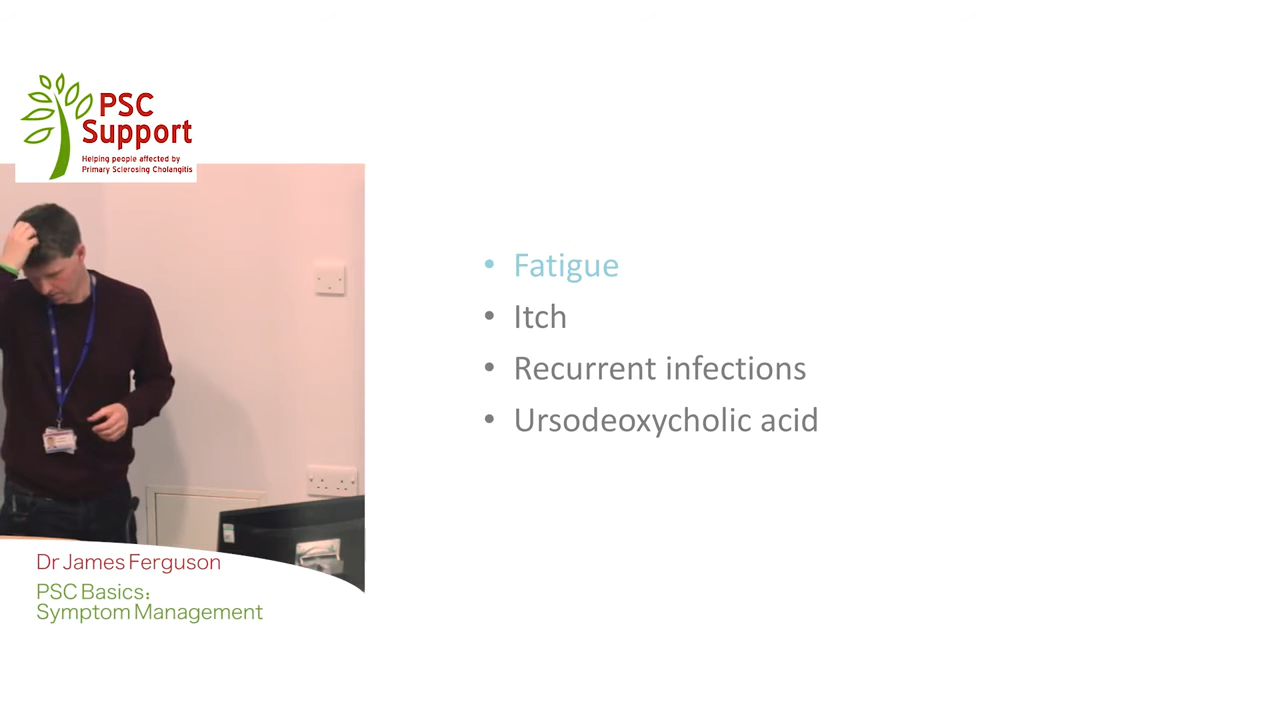 PSC
Support
Helping people affected by
Primary Sclerosing Cholangitis
• Fatigue
• Itch
• Recurrent infections
• Ursodeoxycholic acid
Dr James Ferguson
PSC Basics:
Symptom Management